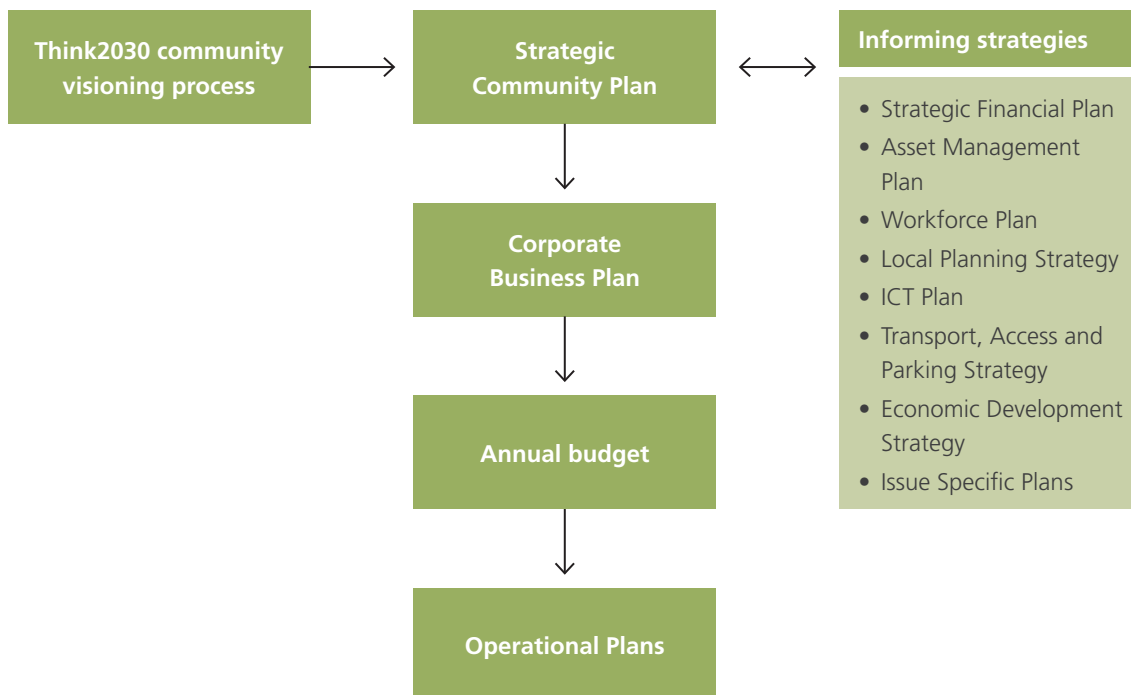 Think2030 community
visioning process
Strategic
Community Plan
Informing strategies
• Strategic Financial Plan
• Asset Management
Plan
• Workforce Plan
• Local Planning Strategy
• ICT Plan
• Transport, Access and
Parking Strategy
• Economic Development
Strategy
• Issue Specific Plans
Corporate
Business Plan
Annual budget
Operational Plans